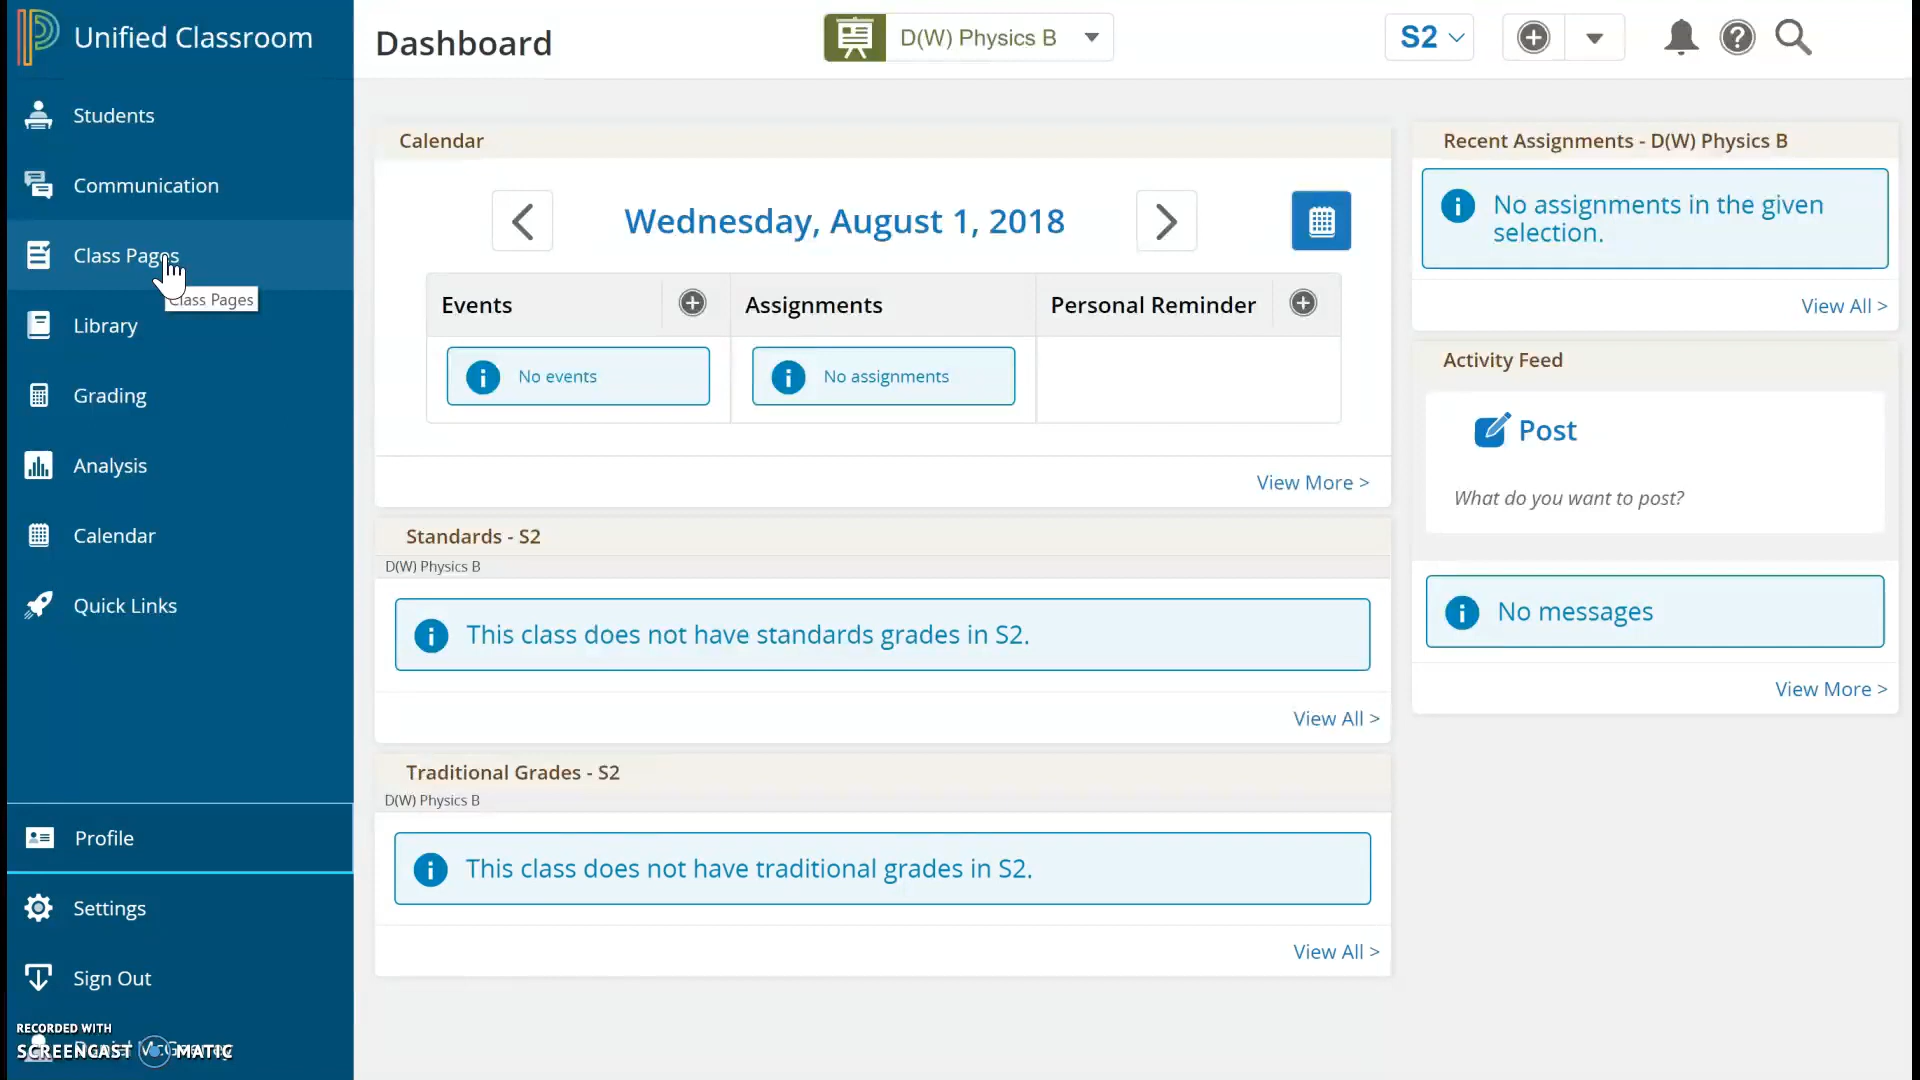 Unified Classroom
Dashboard
D(W) Physics B
S2
Students
Communication
Class Pages
Class Pages
Library
Grading
Analysis
Calendar
Quick Links
Profile
Settings
Sign Out
RECORDED WITH
SCREENCAST MATIC
Calendar
Wednesday, August 1, 2018
Events
Assignments
Personal Reminder
No events
No assignments
View More >
Standards - S2
D(W) Physics B
This class does not have standards grades in S2.
View All >
Traditional Grades - S2
D(W) Physics B
This class does not have traditional grades in S2.
View All >
Recent Assignments - D(W) Physics B
No assignments in the given
selection.
View All >
Activity Feed
Post
What do you want to post?
No messages
View More >